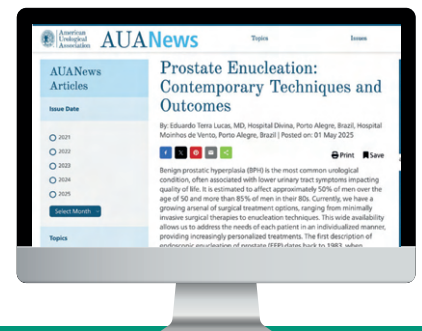 American
Urological
Association
AUANews
Topics
Issues
AUANews
Articles
Issue Date
2021
2022
2023
2024
2025
Select Month
Topics
Prostate Enucleation:
Contemporary Techniques and
Outcomes
By: Eduardo Terra Lucas, MD, Hospital Divina, Porto Alegre, Brazil, Hospital
Moinhos de Vento, Porto Alegre, Brazil | Posted on: 01 May 2025
Print
Save
Benign prostatic hyperplasia (BPH) is the most common urological
condition, often associated with lower urinary tract symptoms impacting
quality of life. It is estimated to affect approximately 50% of men over the
age of 50 and more than 85% of men in their 80s. Currently, we have a
growing arsenal of surgical treatment options, ranging from minimally
invasive surgical therapies to enucleation techniques. This wide availability
allows us to address the needs of each patient in an individualized manner,
providing increasingly personalized treatments. The first description of
endoscopic enucleation of prostate (EEP) dates back to 1983, when